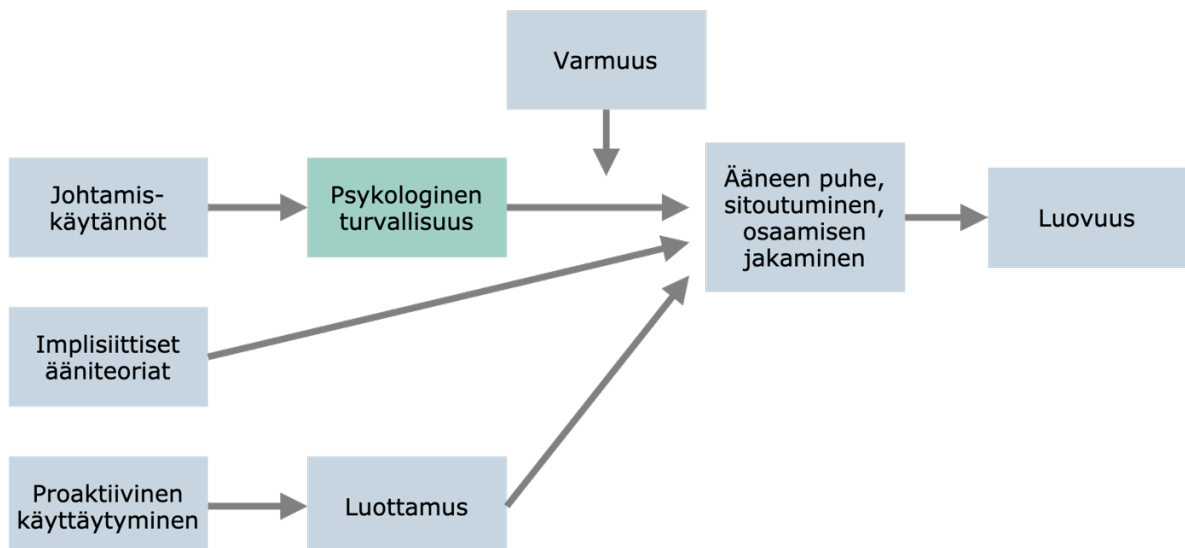 Varmuus
Johtamis-
käytännöt
Psykologinen
turvallisuus
Ääneen puhe,
sitoutuminen,
osaamisen
jakaminen
Luovuus
Implisiittiset
ääniteoriat
Proaktiivinen
käyttäytyminen
Luottamus